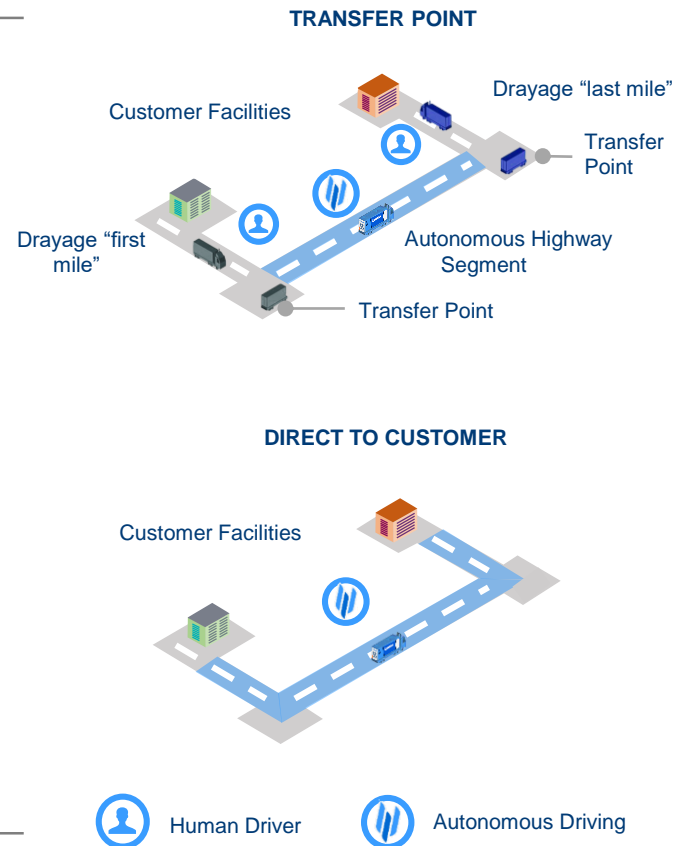 TRANSFER POINT
Drayage “last mile”
Customer Facilities
Transfer
Point
Drayage “first
mile”
Autonomous Highway
Segment
Transfer Point
DIRECT TO CUSTOMER
Customer Facilities
Human Driver
Autonomous Driving